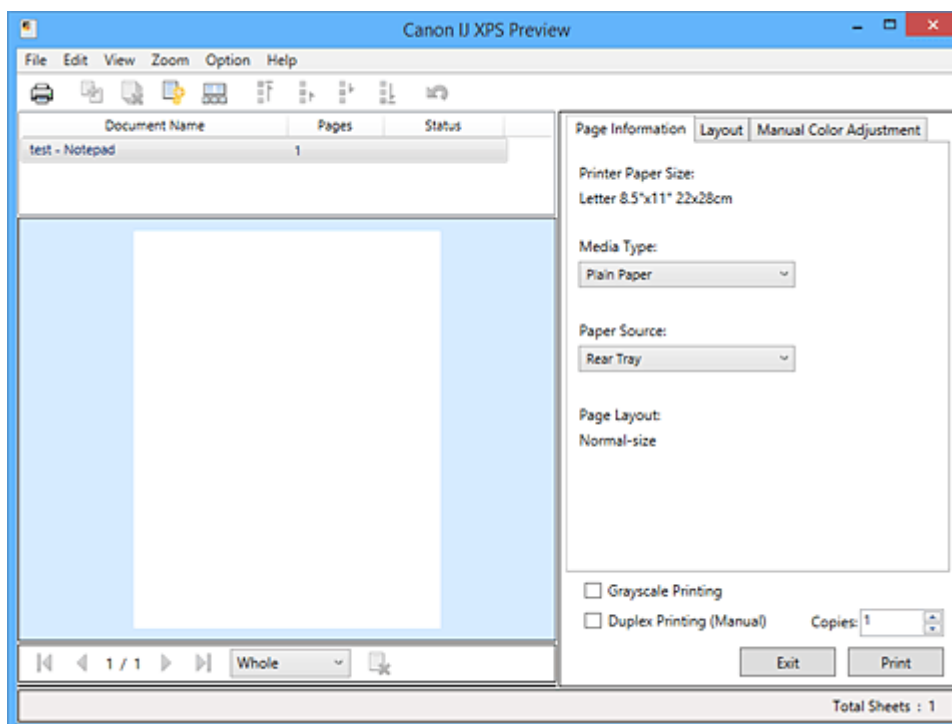 Canon IJ XPS Preview
File Edit View Zoom Option Help
Document Name Pages Status
test - Notepad 1
Page Information Layout Manual Color Adjustment
Printer Paper Size:
Letter 8.5"x11" 22x28cm
Media Type:
Plain Paper
Paper Source:
Rear Tray
Page Layout:
Normal-size
Grayscale Printing
Duplex Printing (Manual) Copies: 1
1 / 1 Whole
Exit Print
Total Sheets : 1